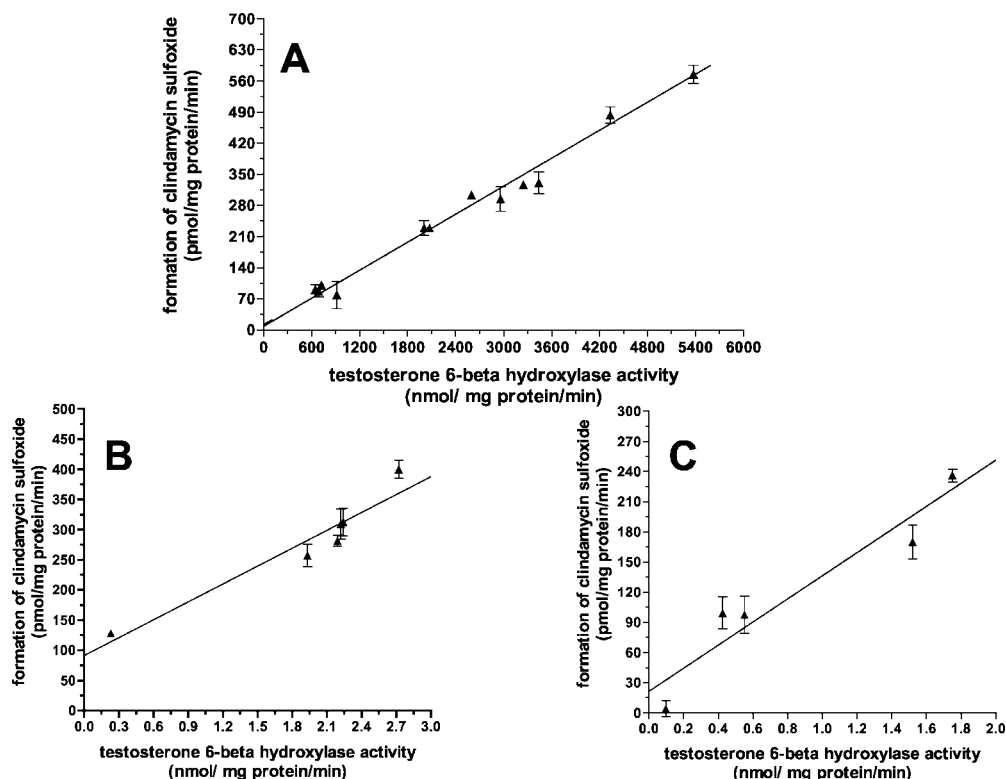 A
formation of clindamycin sulfoxide
(pmol/mg protein/min)
700
630
560
490
420
350
280
210
140
70
0
0 600 1200 1800 2400 3000 3600 4200 4800 5400 6000
testosterone 6-beta hydroxylase activity
(nmol/ mg protein/min)
B
formation of clindamycin sulfoxide
(pmol/mg protein/min)
500
450
400
350
300
250
200
150
100
50
0
0.0 0.3 0.6 0.9 1.2 1.5 1.8 2.1 2.4 2.7 3.0
testosterone 6-beta hydroxylase activity
(nmol/ mg protein/min)
C
formation of clindamycin sulfoxide
(pmol/mg protein/min)
300
270
240
210
180
150
120
90
60
30
0
0.0 0.2 0.4 0.6 0.8 1.0 1.2 1.4 1.6 1.8 2.0
testosterone 6-beta hydroxylase activity
(nmol/ mg protein/min)